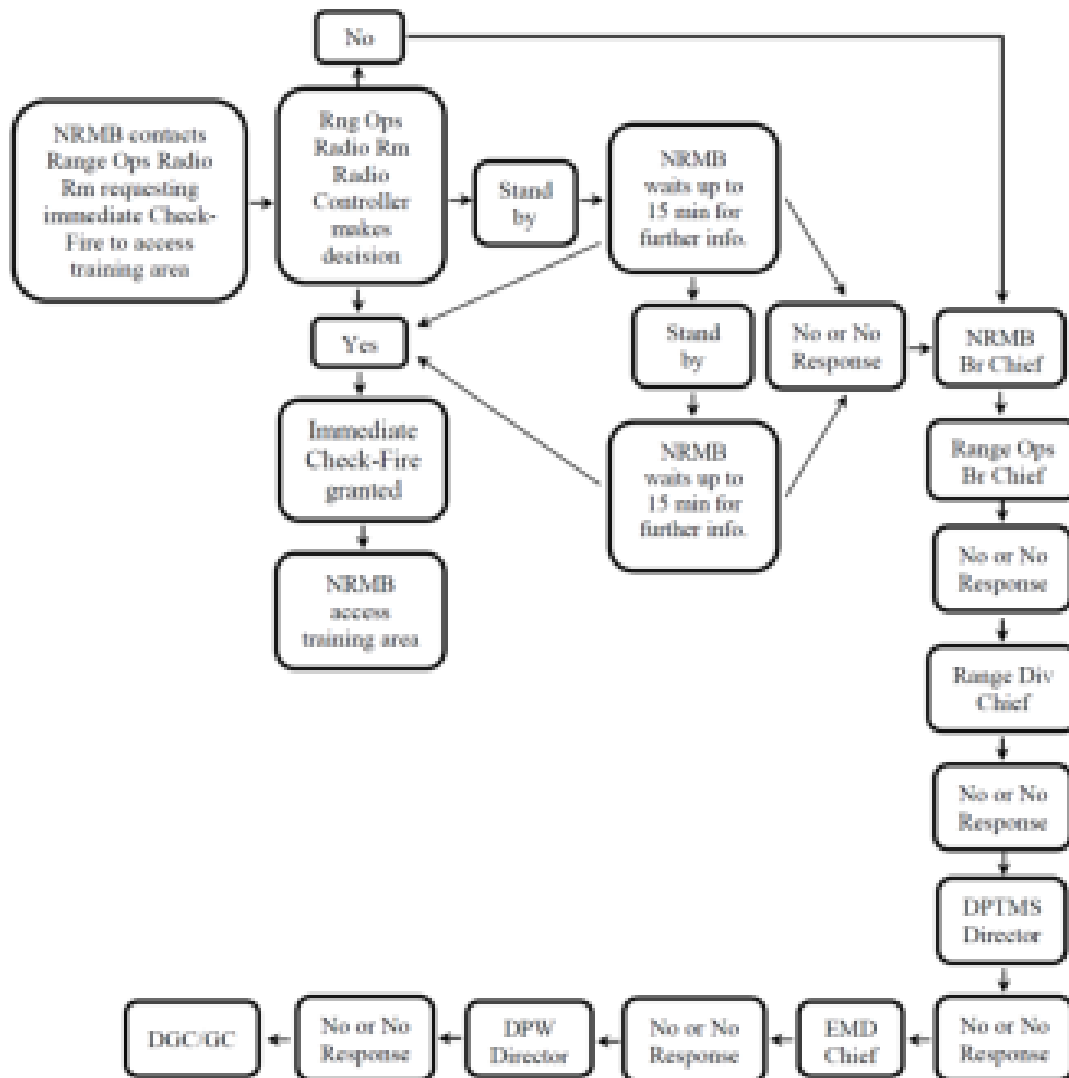 No
NRMB contacts
Range Ops Radio
Rm requesting
immediate Check-
Fire to access
training area
Rng Ops
Radio Rm
Radio
Controller
makes
decision
Stand
by
NRMB
waits up to
15 min for
further info.
Yes
Stand
by
No or No
Response
NRMB
Br Chief
Immediate
Check-Fire
granted
NRMB
waits up to
15 min for
further info.
Range Ops
Br Chief
NRMB
access
training area
No or No
Response
Range Div
Chief
No or No
Response
DPTMS
Director
No or No
Response
EMD
Chief
No or No
Response
DPW
Director
No or No
Response
DGC/GC